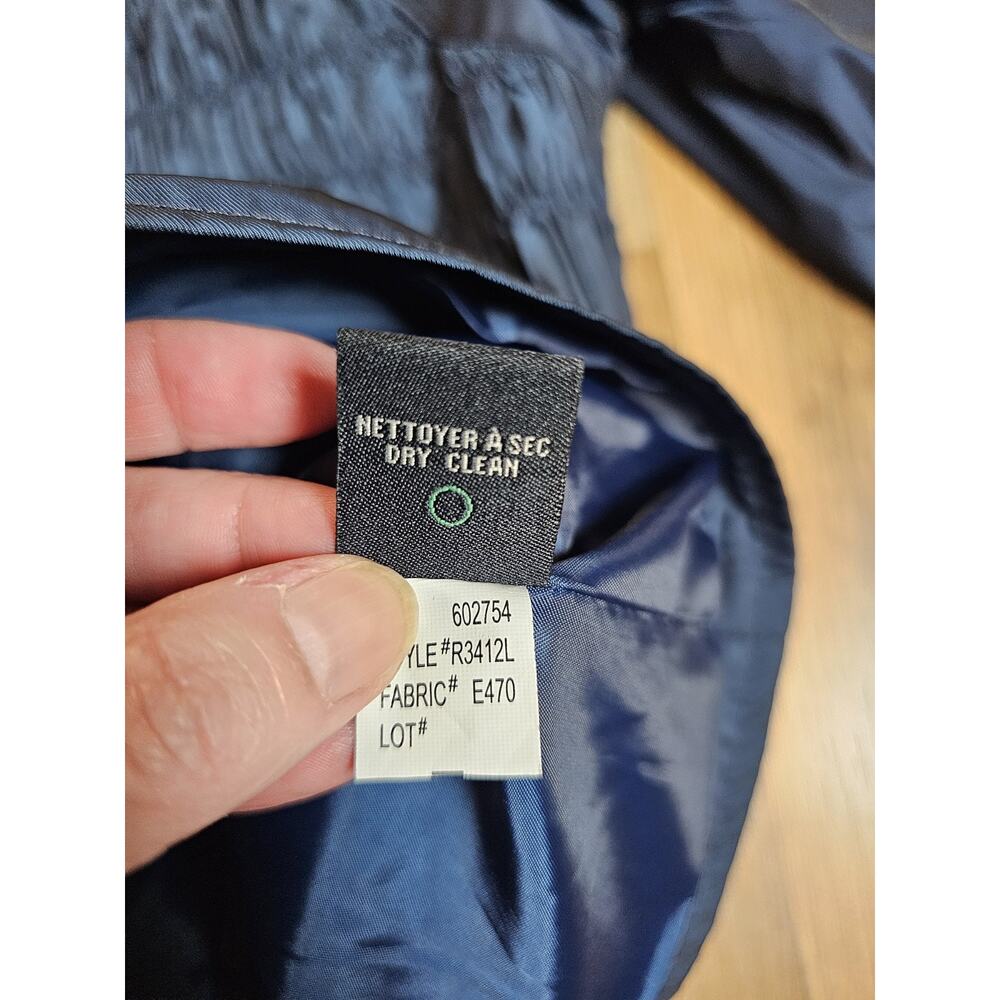 NETTOYER À SEC
DRY CLEAN
602754
YLE #R3412L
FABRIC# E470
LOT#